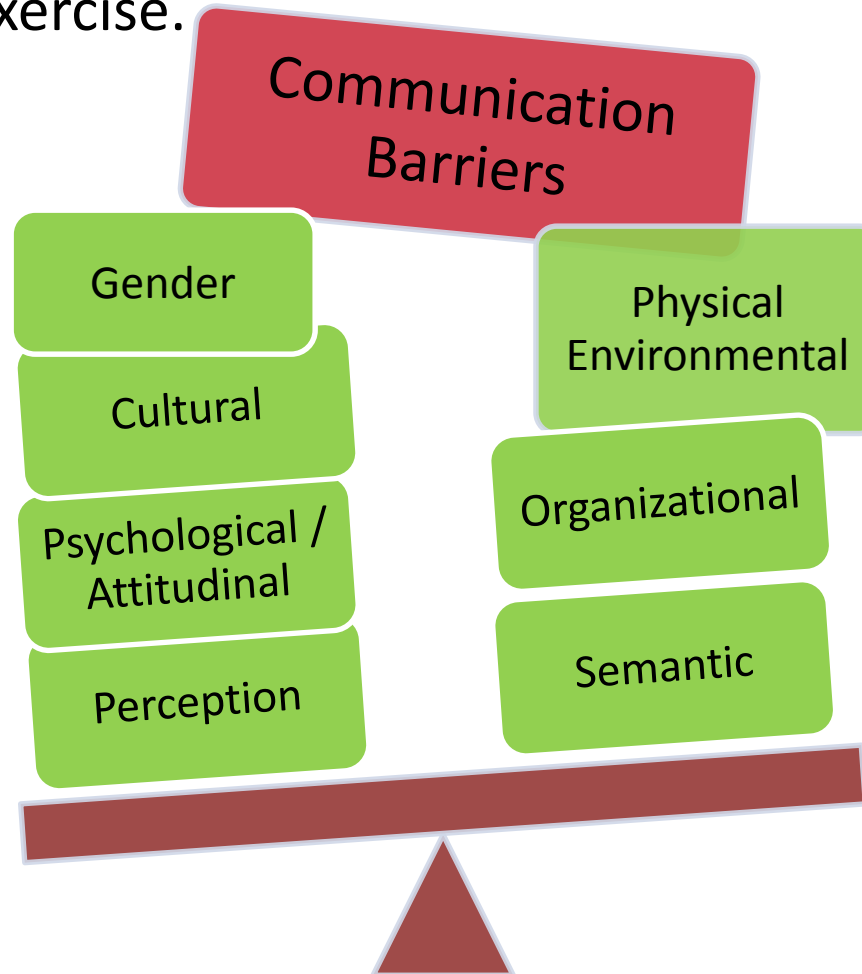 xercise.
Communication
Barriers
Gender
Cultural
Psychological /
Attitudinal
Perception
Physical
Environmental
Organizational
Semantic